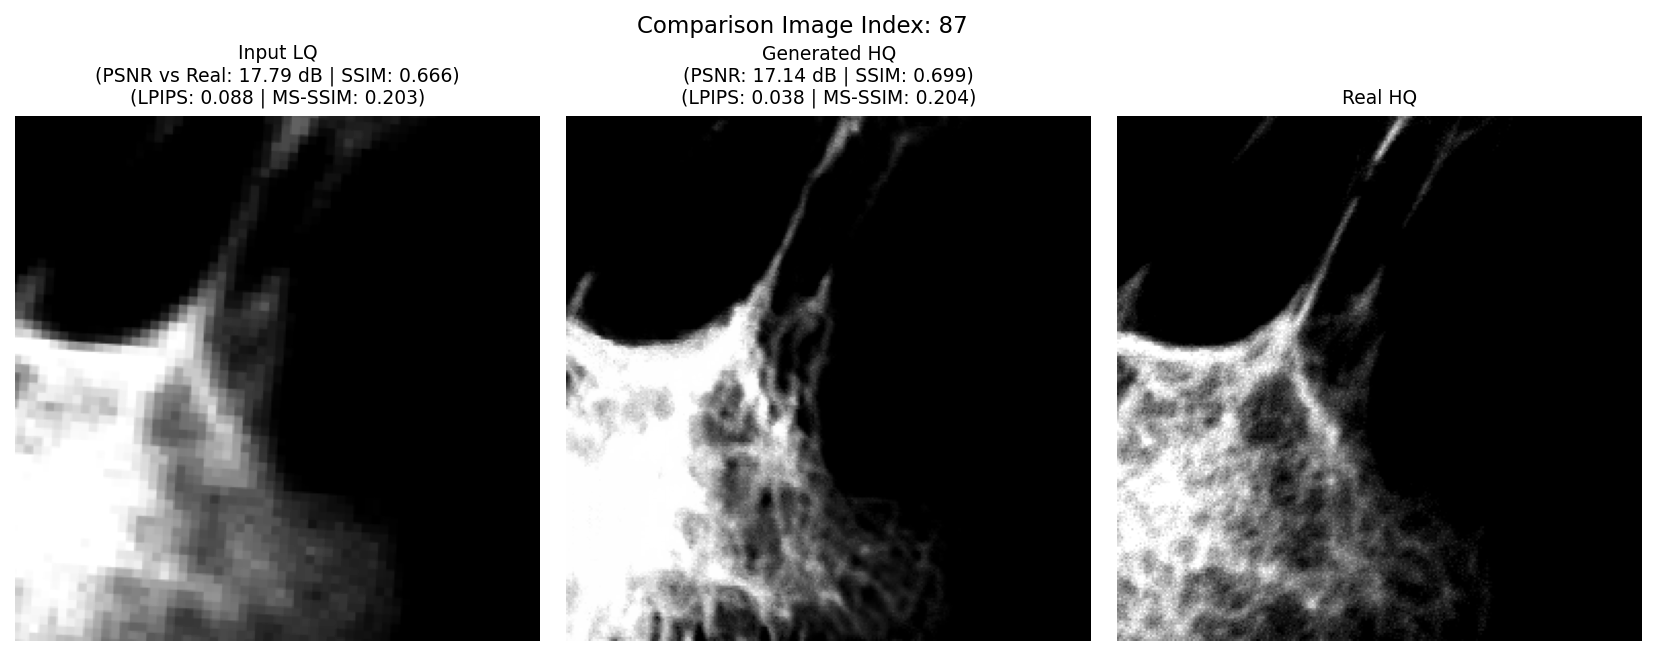 Comparison Image Index: 87
Input LQ
(PSNR vs Real: 17.79 dB | SSIM: 0.666)
(LPIPS: 0.088 | MS-SSIM: 0.203)
Generated HQ
(PSNR: 17.14 dB | SSIM: 0.699)
(LPIPS: 0.038 | MS-SSIM: 0.204)
Real HQ